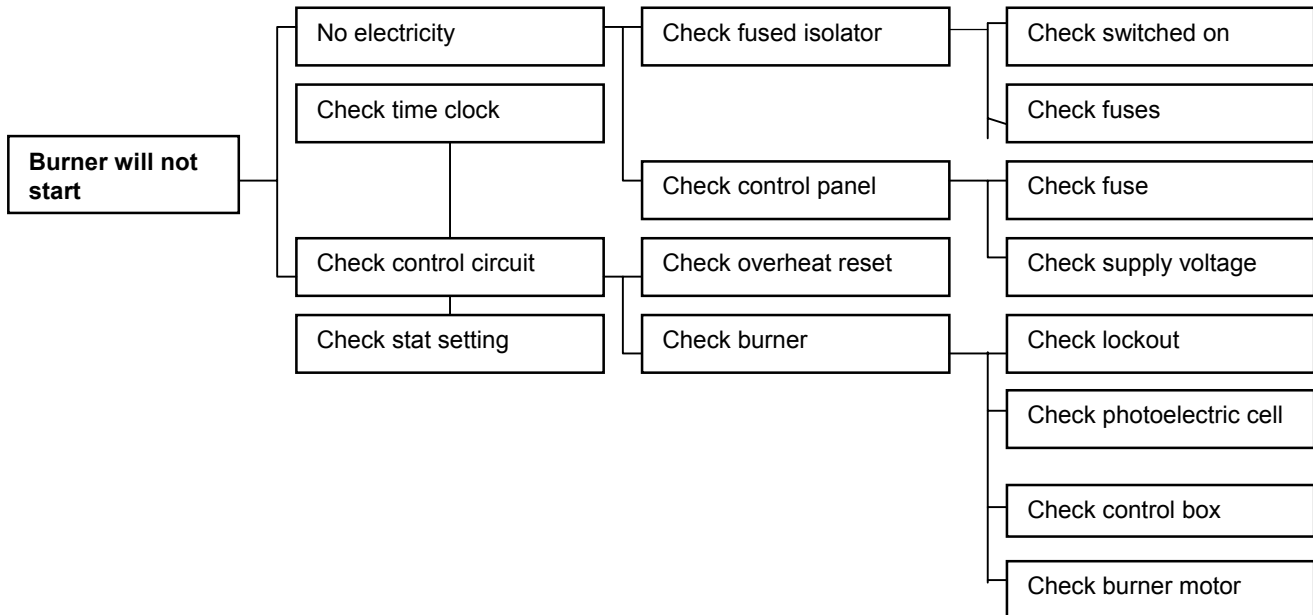 Burner will not
start
No electricity
Check time clock
Check control circuit
Check stat setting
Check fused isolator
Check control panel
Check overheat reset
Check burner
Check switched on
Check fuses
Check fuse
Check supply voltage
Check lockout
Check photoelectric cell
Check control box
Check burner motor